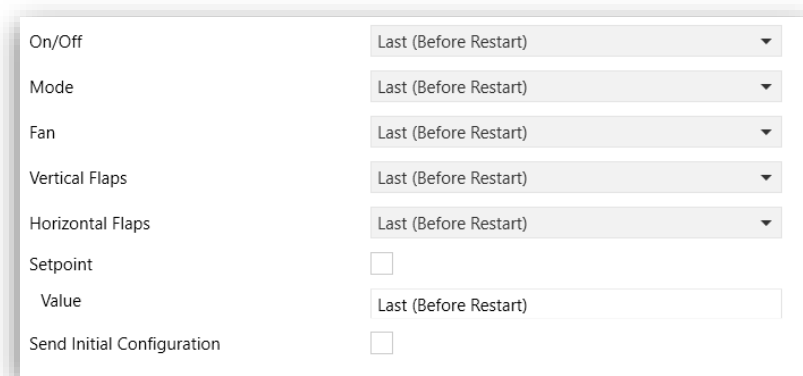 On/Off Last (Before Restart)
Mode Last (Before Restart)
Fan Last (Before Restart)
Vertical Flaps Last (Before Restart)
Horizontal Flaps Last (Before Restart)
Setpoint
Value Last (Before Restart)
Send Initial Configuration